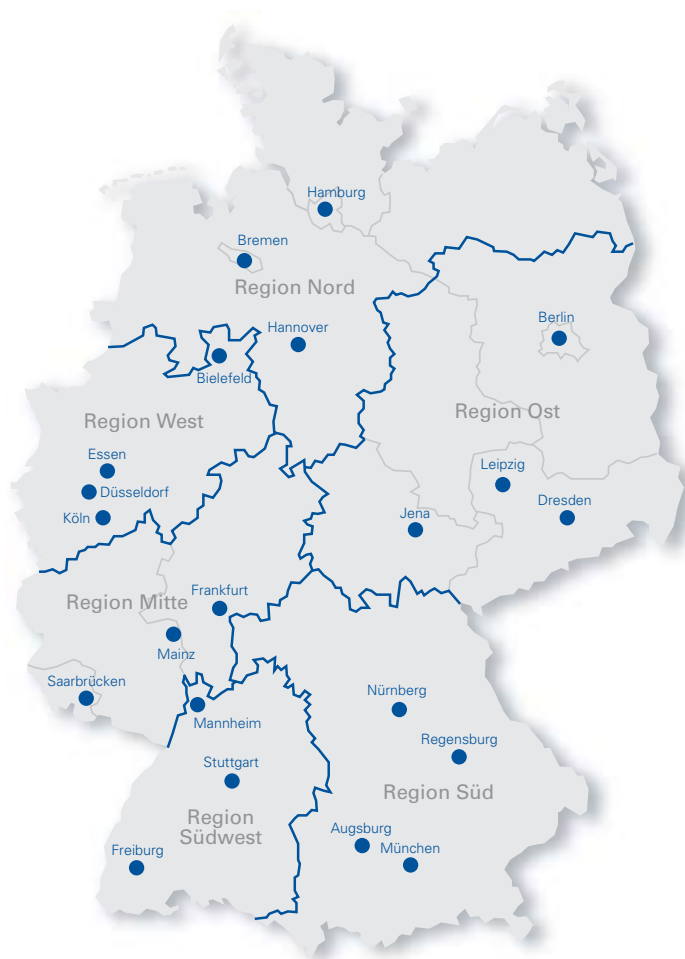 Hamburg
Bremen
Region Nord
Berlin
Hannover
Bielefeld
Region West
Region Ost
Essen
Leipzig
Düsseldorf
Dresden
Köln
Jena
Frankfurt
Region Mitte
Mainz
Saarbrücken
Nürnberg
Mannheim
Regensburg
Stuttgart
Region Süd
Region
Südwest
Augsburg
München
Freiburg